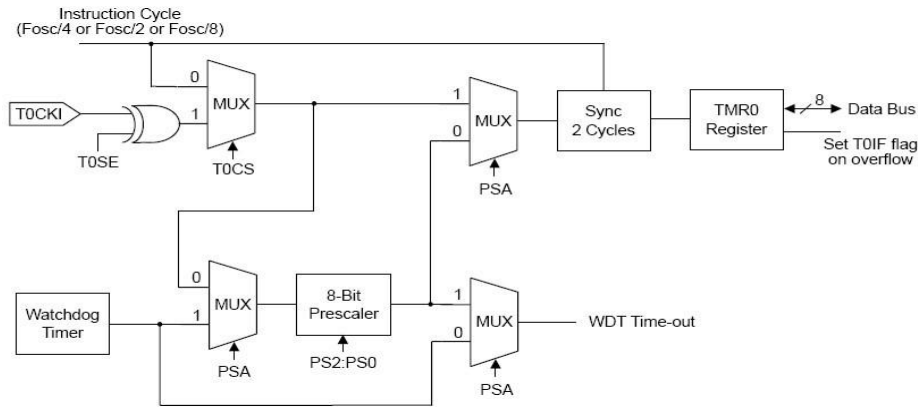 Instruction Cycle
(Fosc/4 or Fosc/2 or Fosc/8)
0
T0CKI
MUX
1
T0SE
T0CS
1
MUX
0
PSA
Sync
2 Cycles
TMR0
Register
8
Data Bus
Set T0IF flag
on overflow
0
Watchdog
Timer
1
MUX
PSA
8-Bit
Prescaler
PS2:PS0
1
MUX
0
PSA
WDT Time-out